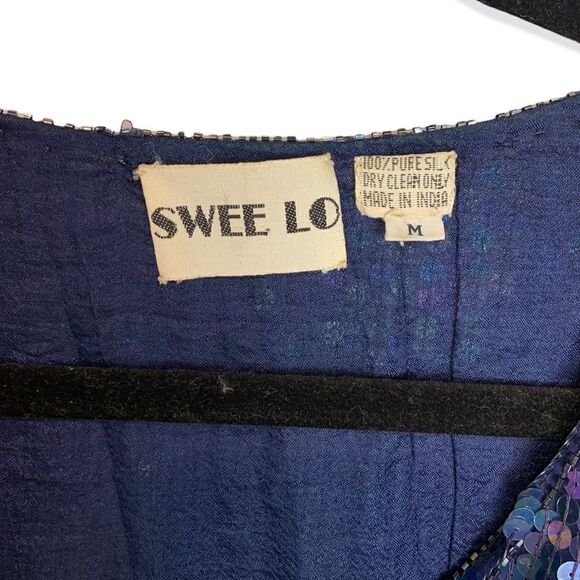 SWEE LO
100% PURE SILK
DRY CLEAN ONLY
MADE IN INDIA
M